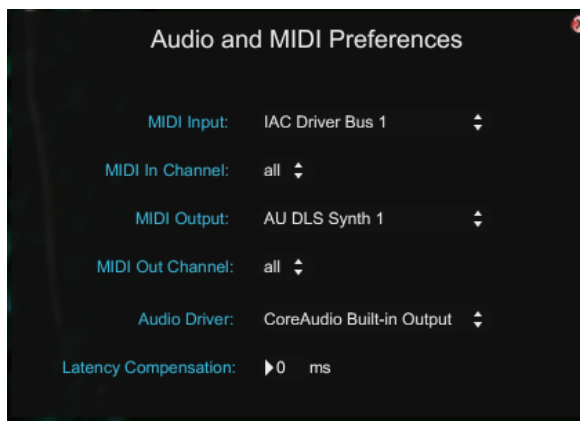 Audio and MIDI Preferences
MIDI Input: IAC Driver Bus 1
MIDI In Channel: all
MIDI Output: AU DLS Synth 1
MIDI Out Channel: all
Audio Driver: CoreAudio Built-in Output
Latency Compensation: 0 ms